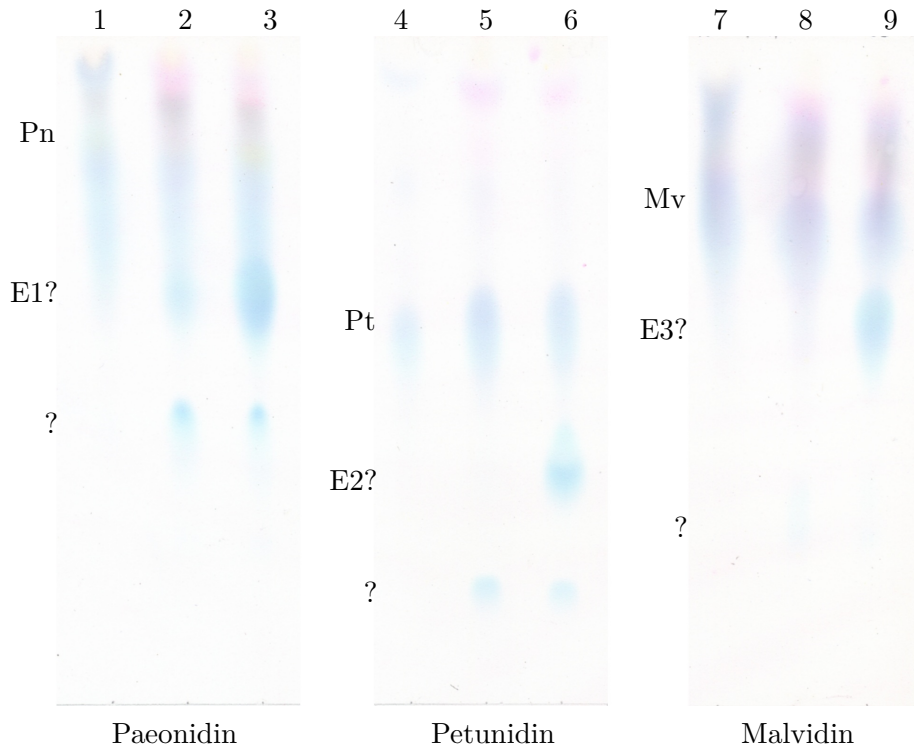 1 2 3 4 5 6 7 8 9
Pn
Mv
E1?
Pt
E3?
?
E2?
?
?
Paeonidin Petunidin Malvidin